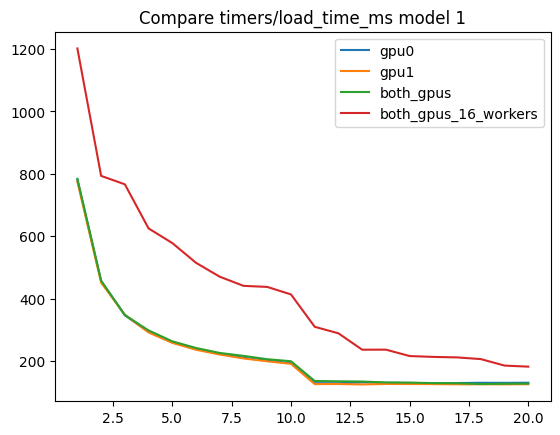 Compare timers/load_time_ms model 1
gpu0
gpu1
both_gpus
both_gpus_16_workers
1200
1000
800
600
400
200
2.5 5.0 7.5 10.0 12.5 15.0 17.5 20.0